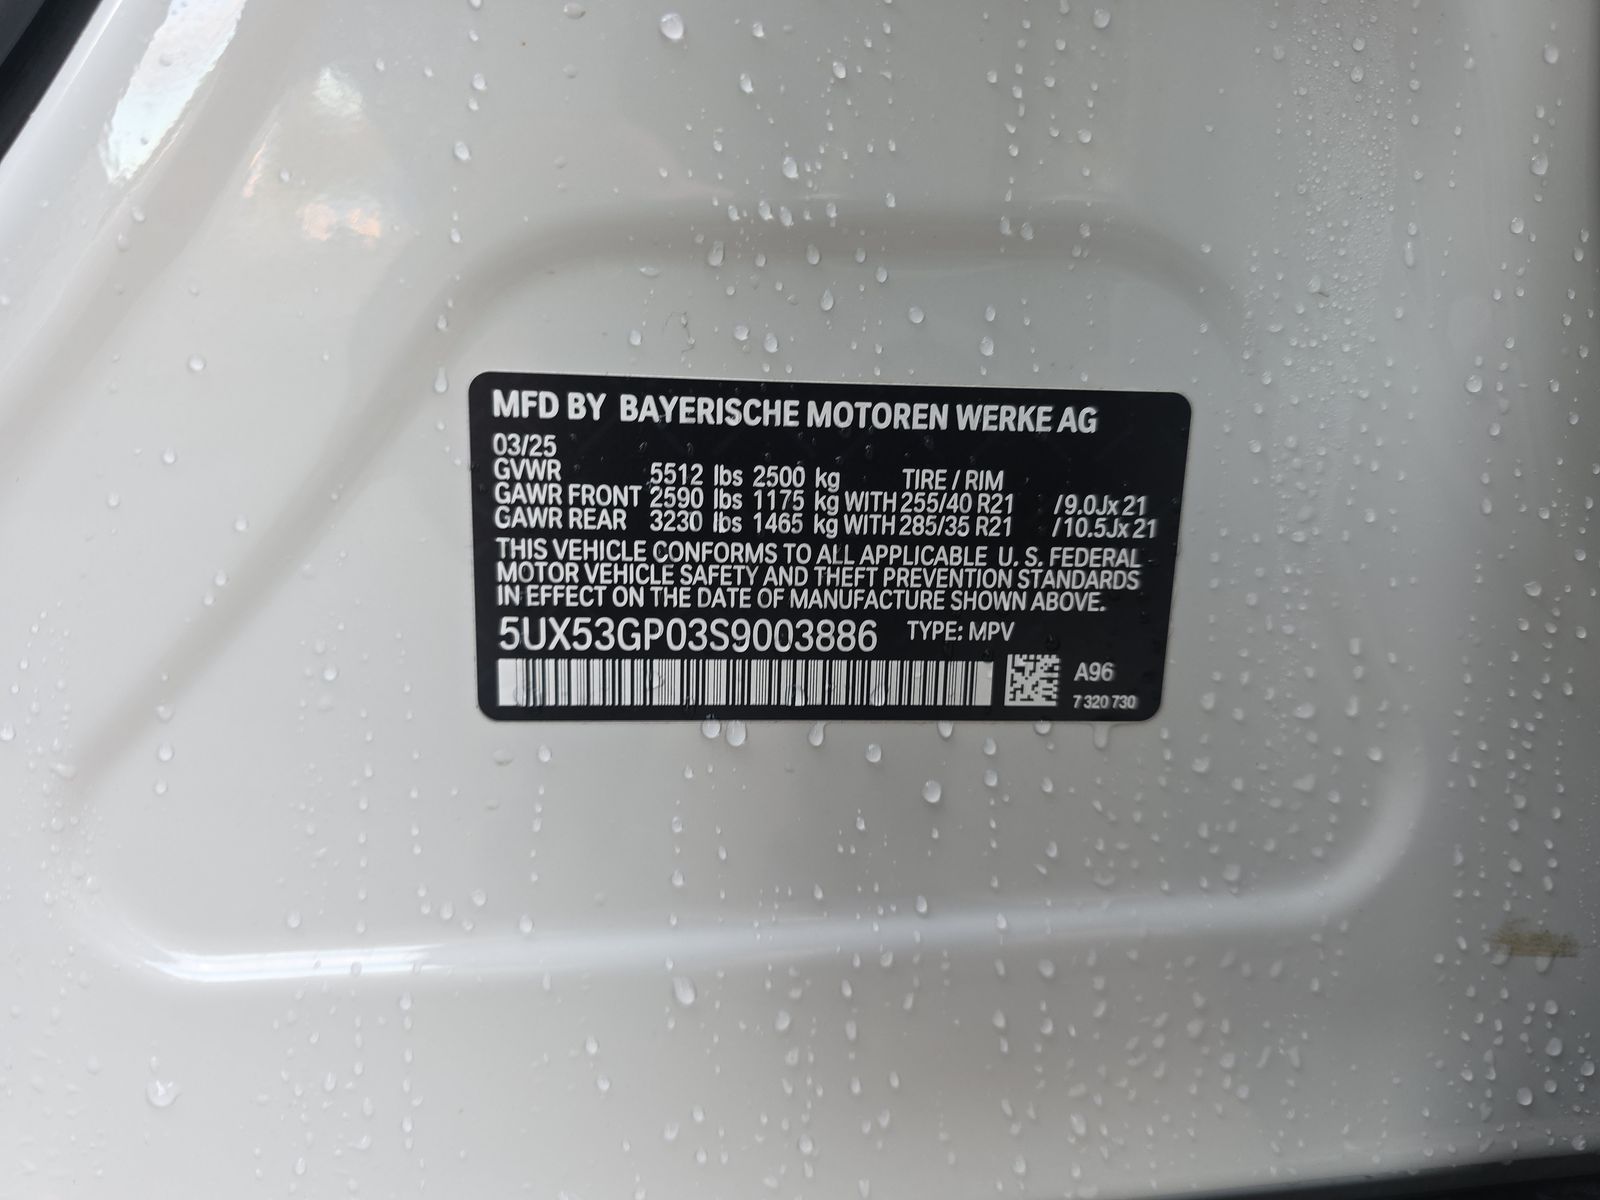 MFD BY BAYERISCHE MOTOREN WERKE AG
03/25
GVWR 5512 lbs 2500 kg TIRE / RIM
GAWR FRONT 2590 lbs 1175 kg WITH 255/40 R21 /9.0Jx21
GAWR REAR 3230 lbs 1465 kg WITH 285/35 R21 /10.5Jx21
THIS VEHICLE CONFORMS TO ALL APPLICABLE U. S. FEDERAL
MOTOR VEHICLE SAFETY AND THEFT PREVENTION STANDARDS
IN EFFECT ON THE DATE OF MANUFACTURE SHOWN ABOVE.
5UX53GP03S9003886 TYPE: MPV
A96
7 320 730